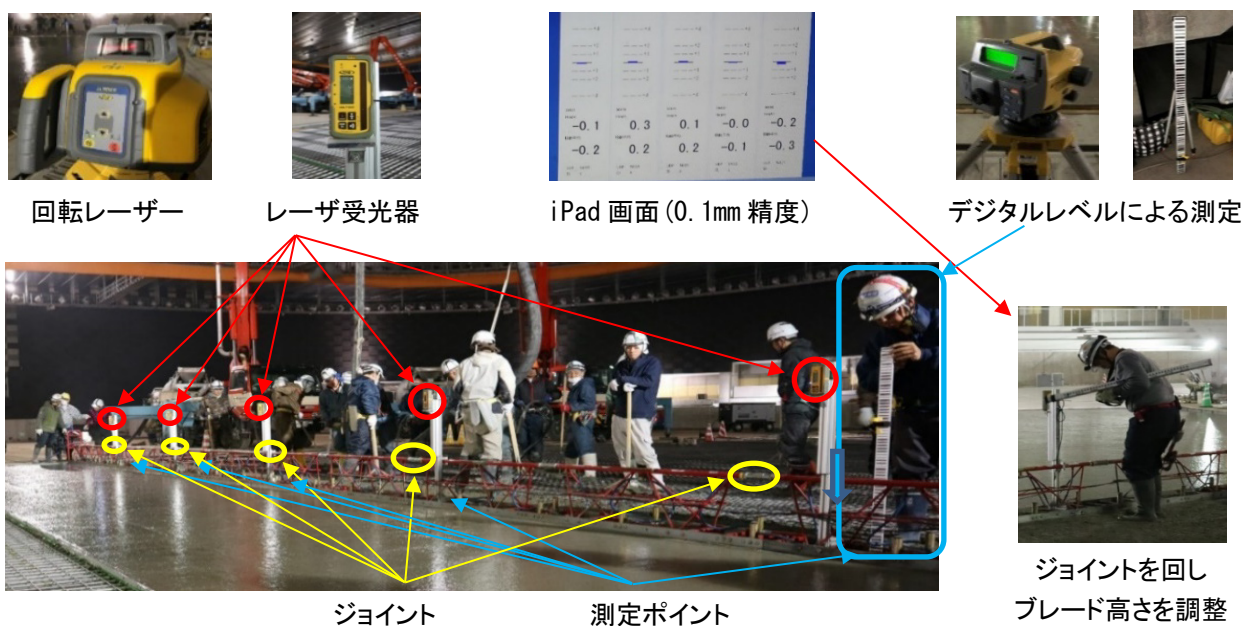 -0.1 0.3 0.1 -0.0 -0.2
-0.2 0.2 0.2 -0.1 -0.3
回転レーザー
レーザ受光器
iPad 画面(0.1mm 精度)
デジタルレベルによる測定
ジョイント
測定ポイント
ジョイントを回し
ブレード高さを調整